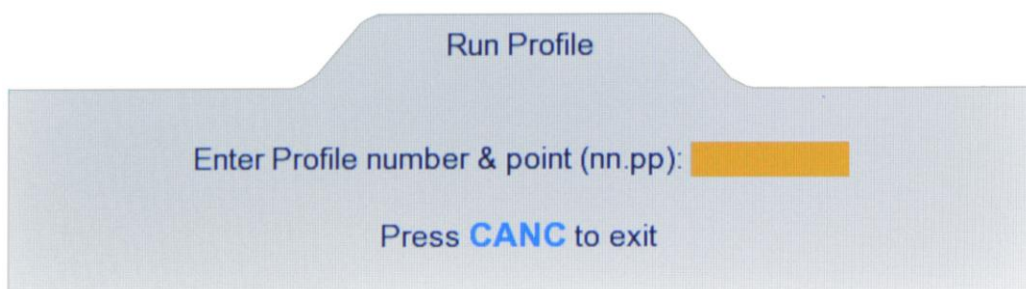 Run Profile
Enter Profile number & point (nn.pp):
Press CANC to exit